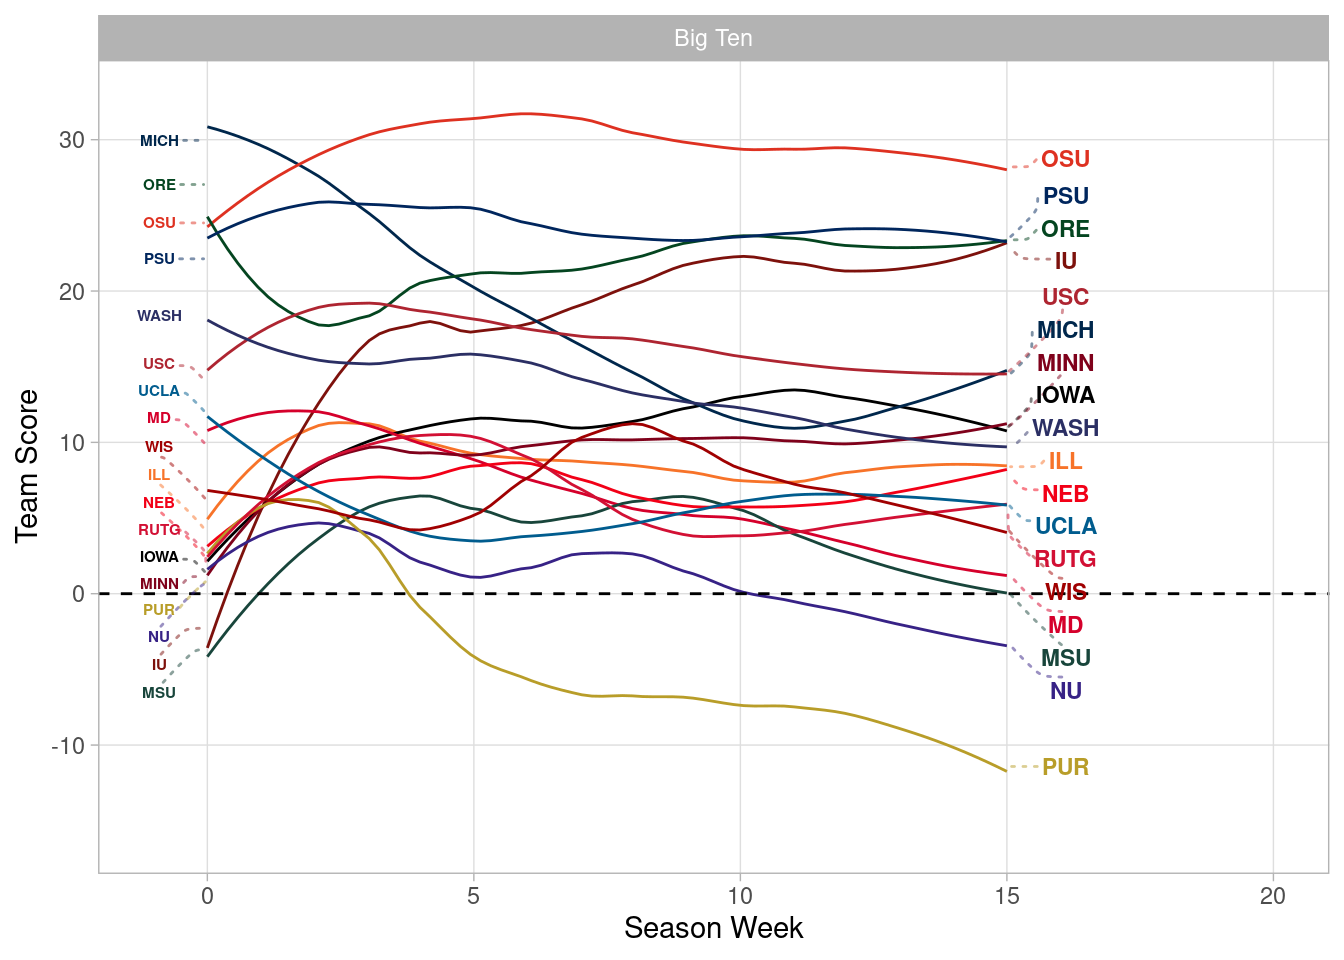 Big Ten
Team Score
30
20
10
0
-10
MICH
ORE
OSU
PSU
WASH
USC
UCLA
MD
WIS
ILL
NEB
RUTG
IOWA
MINN
PUR
NU
IU
MSU
OSU
PSU
ORE
IU
USC
MICH
MINN
IOWA
WASH
ILL
NEB
UCLA
RUTG
WIS
MD
MSU
NU
PUR
0 5 10 15 20
Season Week